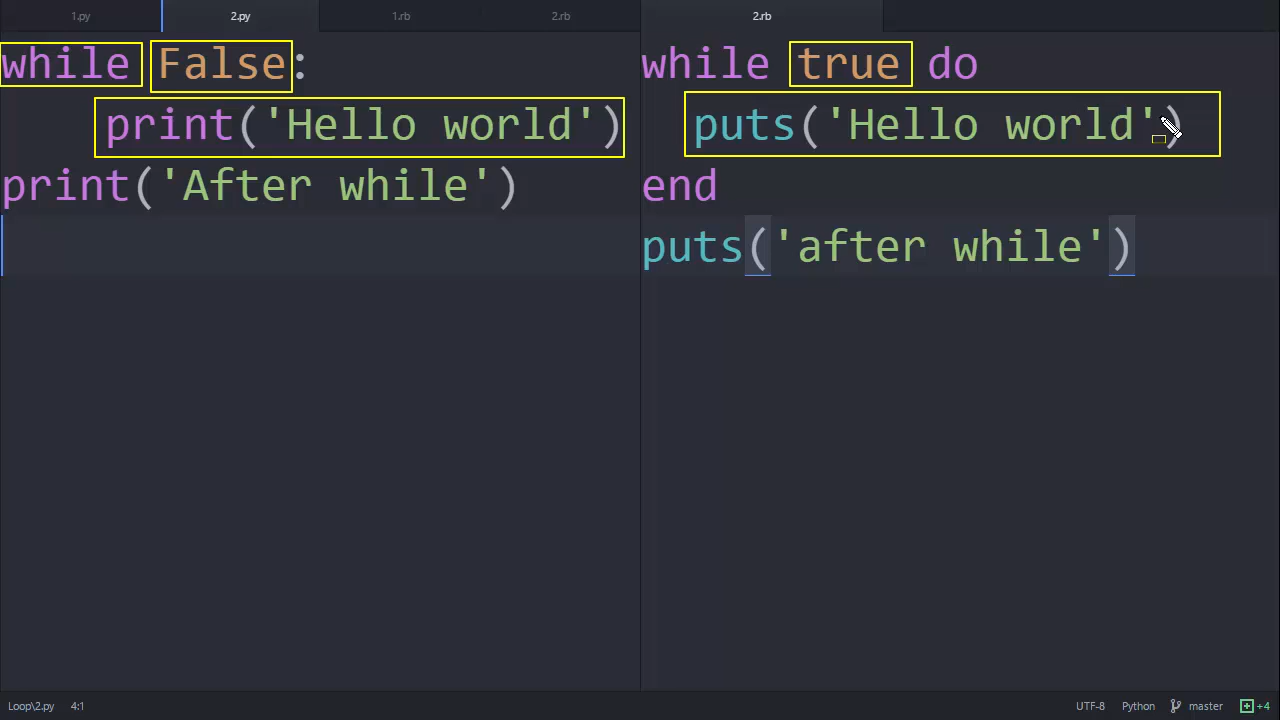 1.py 2.py 1.rb 2.rb 2.rb
while False:
    print('Hello world')
print('After while')
while true do
  puts('Hello world')
end
puts('after while')
Loop\2.py 4:1 UTF-8 Python master +4